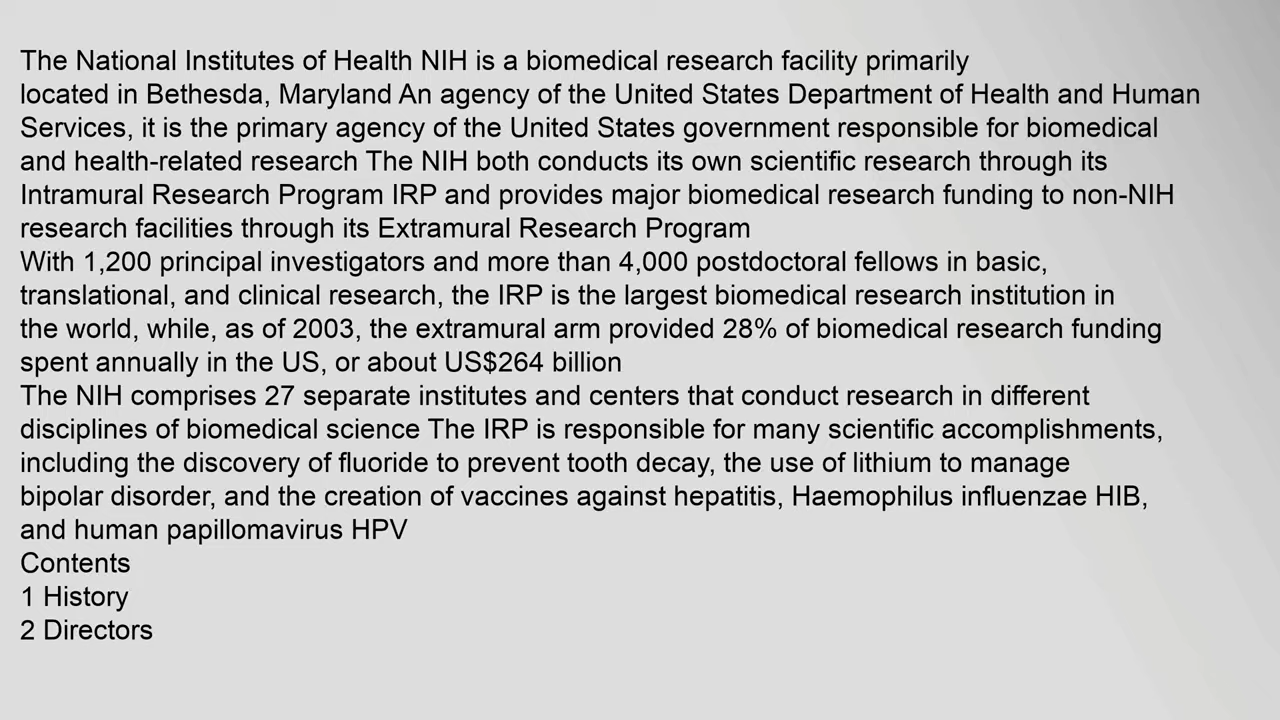 The National Institutes of Health NIH is a biomedical research facility primarily
located in Bethesda, Maryland An agency of the United States Department of Health and Human
Services, it is the primary agency of the United States government responsible for biomedical
and health-related research The NIH both conducts its own scientific research through its
Intramural Research Program IRP and provides major biomedical research funding to non-NIH
research facilities through its Extramural Research Program
With 1,200 principal investigators and more than 4,000 postdoctoral fellows in basic,
translational, and clinical research, the IRP is the largest biomedical research institution in
the world, while, as of 2003, the extramural arm provided 28% of biomedical research funding
spent annually in the US, or about US$264 billion
The NIH comprises 27 separate institutes and centers that conduct research in different
disciplines of biomedical science The IRP is responsible for many scientific accomplishments,
including the discovery of fluoride to prevent tooth decay, the use of lithium to manage
bipolar disorder, and the creation of vaccines against hepatitis, Haemophilus influenzae HIB,
and human papillomavirus HPV
Contents
1 History
2 Directors